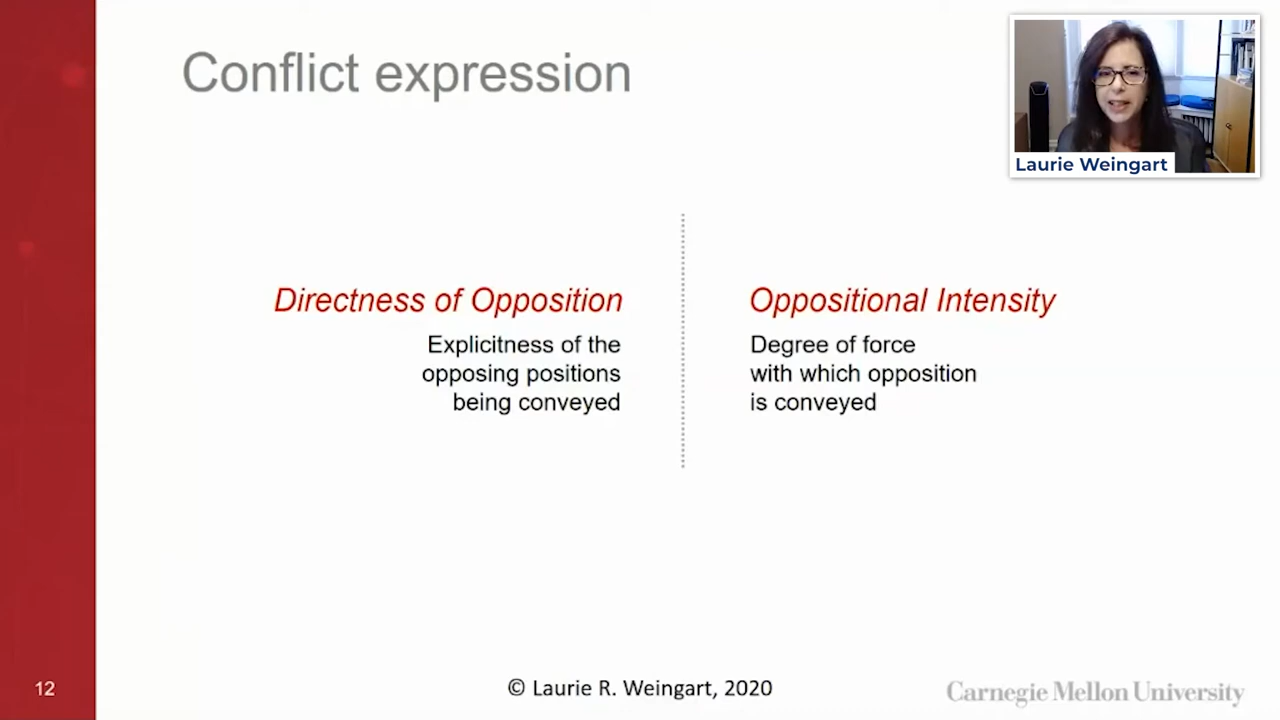 Conflict expression
Laurie Weingart
Directness of Opposition
Explicitness of the
opposing positions
being conveyed
Oppositional Intensity
Degree of force
with which opposition
is conveyed
12
© Laurie R. Weingart, 2020
Carnegie Mellon University